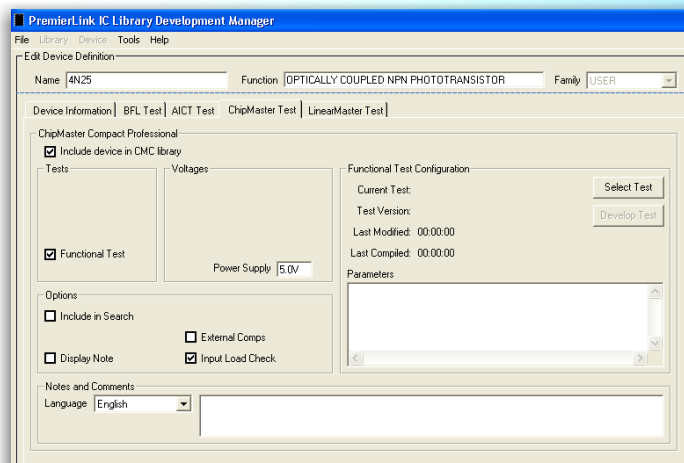 PremierLink IC Library Development Manager
File Library Device Tools Help
Edit Device Definition
Name 4N25 Function OPTICALLY COUPLED NPN PHOTOTRANSISTOR Family USER
Device Information BFL Test AICT Test ChipMaster Test LinearMaster Test
ChipMaster Compact Professional
Include device in CMC library
Tests Voltages Functional Test Configuration
Current Test: Select Test
Test Version: Develop Test
Last Modified: 00:00:00
Functional Test Last Compiled: 00:00:00
Power Supply 5.0V Parameters
Options
Include in Search
External Comps
Display Note Input Load Check
Notes and Comments
Language English